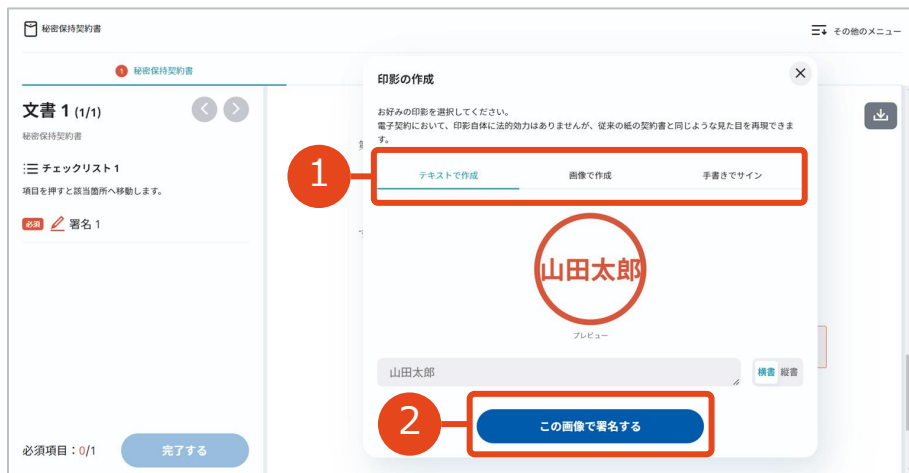 秘密保持契約書
その他のメニュー
1 秘密保持契約書
文書 1 (1/1)
秘密保持契約書
チェックリスト 1
項目を押すと該当箇所へ移動します。
必須 署名 1
必須項目：0/1
完了する
印影の作成
お好みの印影を選択してください。
電子契約において、印影自体に法的効力はありませんが、従来の紙の契約書と同じような見た目を再現できま
す。
1
テキストで作成 画像で作成 手書きでサイン
山田太郎
プレビュー
山田太郎
横書 縦書
2
この画像で署名する